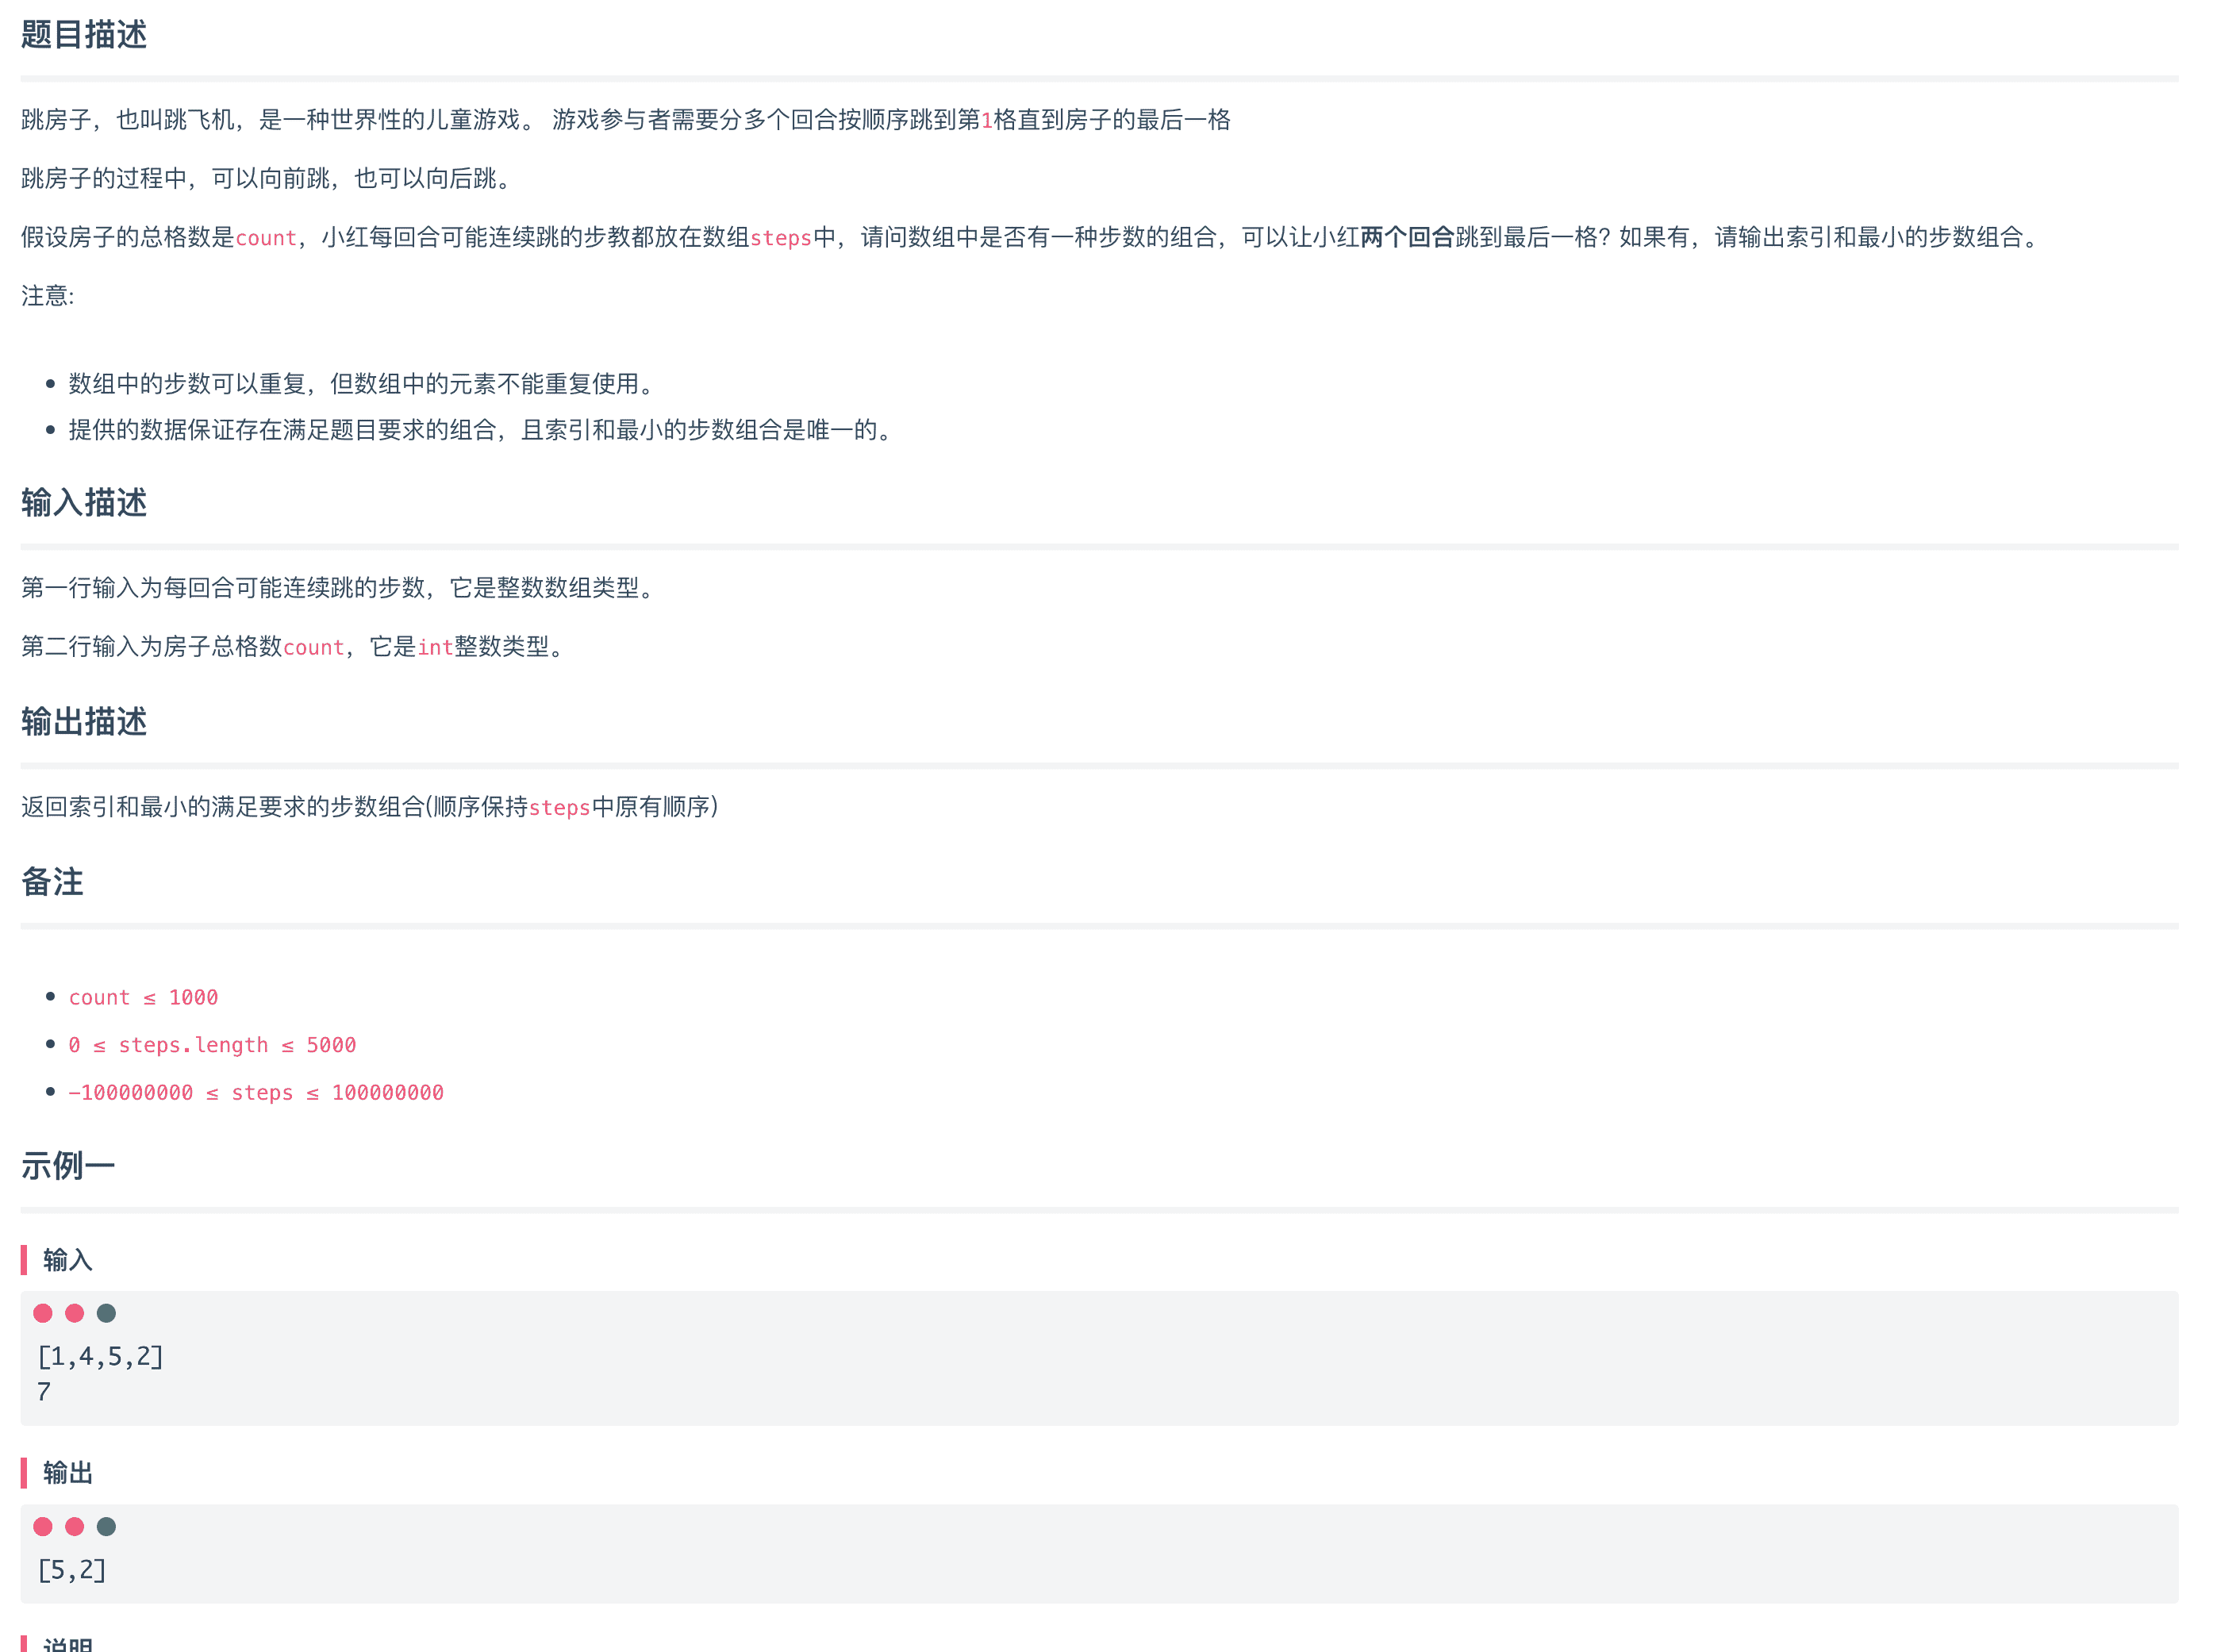 题目描述
跳房子，也叫跳飞机，是一种世界性的儿童游戏。 游戏参与者需要分多个回合按顺序跳到第1格直到房子的最后一格
跳房子的过程中，可以向前跳，也可以向后跳。
假设房子的总格数是count，小红每回合可能连续跳的步教都放在数组steps中，请问数组中是否有一种步数的组合，可以让小红两个回合跳到最后一格？如果有，请输出索引和最小的步数组合。
注意:
数组中的步数可以重复，但数组中的元素不能重复使用。
提供的数据保证存在满足题目要求的组合，且索引和最小的步数组合是唯一的。
输入描述
第一行输入为每回合可能连续跳的步数，它是整数数组类型。
第二行输入为房子总格数count，它是int整数类型。
输出描述
返回索引和最小的满足要求的步数组合(顺序保持steps中原有顺序)
备注
count ≤ 1000
0 ≤ steps.length ≤ 5000
-100000000 ≤ steps ≤ 100000000
示例一
输入
[1,4,5,2]
7
输出
[5,2]
说明